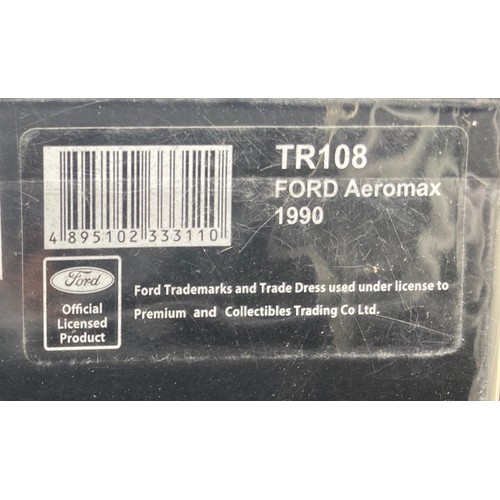 TR108
FORD Aeromax
1990
4 895102 333110
Ford
Official
Licensed
Product
Ford Trademarks and Trade Dress used under license to
Premium and Collectibles Trading Co Ltd.